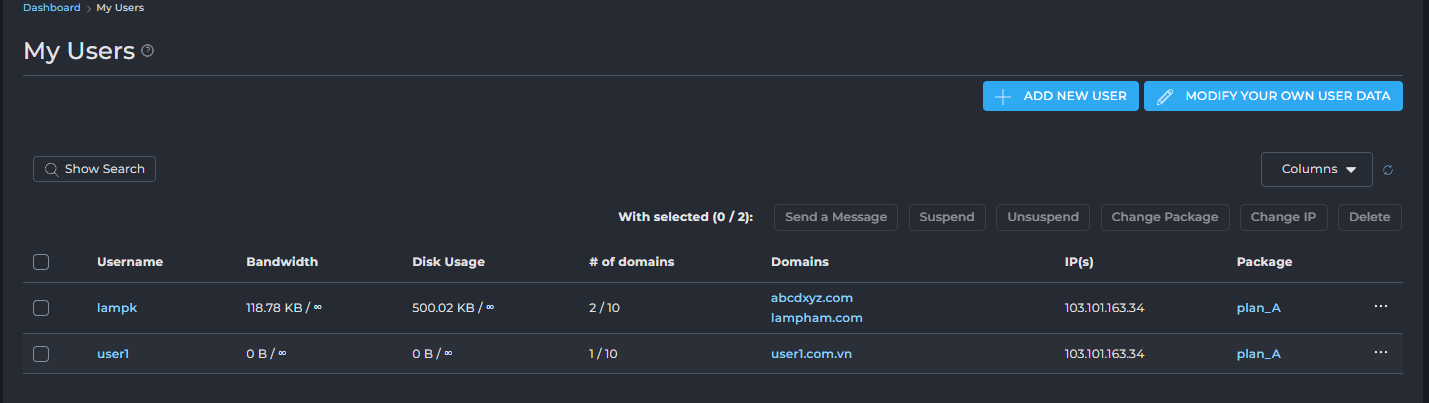 Dashboard > My Users
My Users ?
ADD NEW USER MODIFY YOUR OWN USER DATA
Show Search Columns
With selected (0 / 2): Send a Message Suspend Unsuspend Change Package Change IP Delete
Username Bandwidth Disk Usage # of domains Domains IP(s) Package
lampk 118.78 KB / ∞ 500.02 KB / ∞ 2 / 10 abcdxyz.com 103.101.163.34 plan_A ...
lampham.com
user1 0 B / ∞ 0 B / ∞ 1 / 10 user1.com.vn 103.101.163.34 plan_A ...